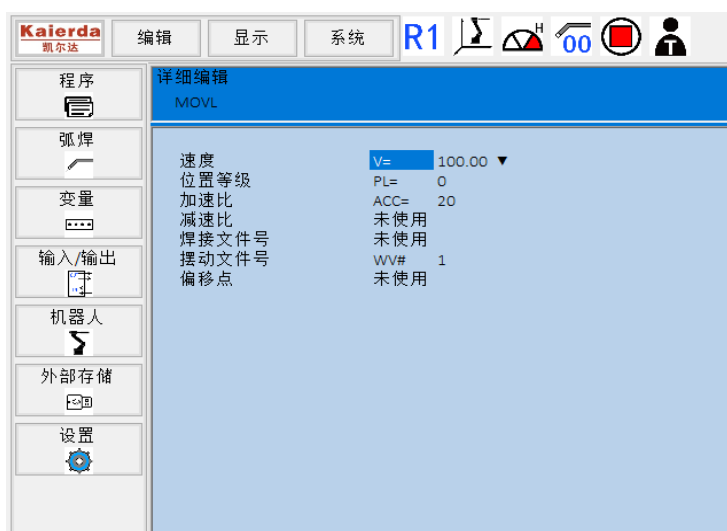 Kaierda
凯尔达
编辑
显示
系统
R1
H
00
T
程序
弧焊
变量
输入/输出
机器人
外部存储
设置
详细编辑
MOVL
速度 V= 100.00 ▼
位置等级 PL= 0
加速比 ACC= 20
减速比 未使用
焊接文件号 未使用
摆动文件号 WV# 1
偏移点 未使用